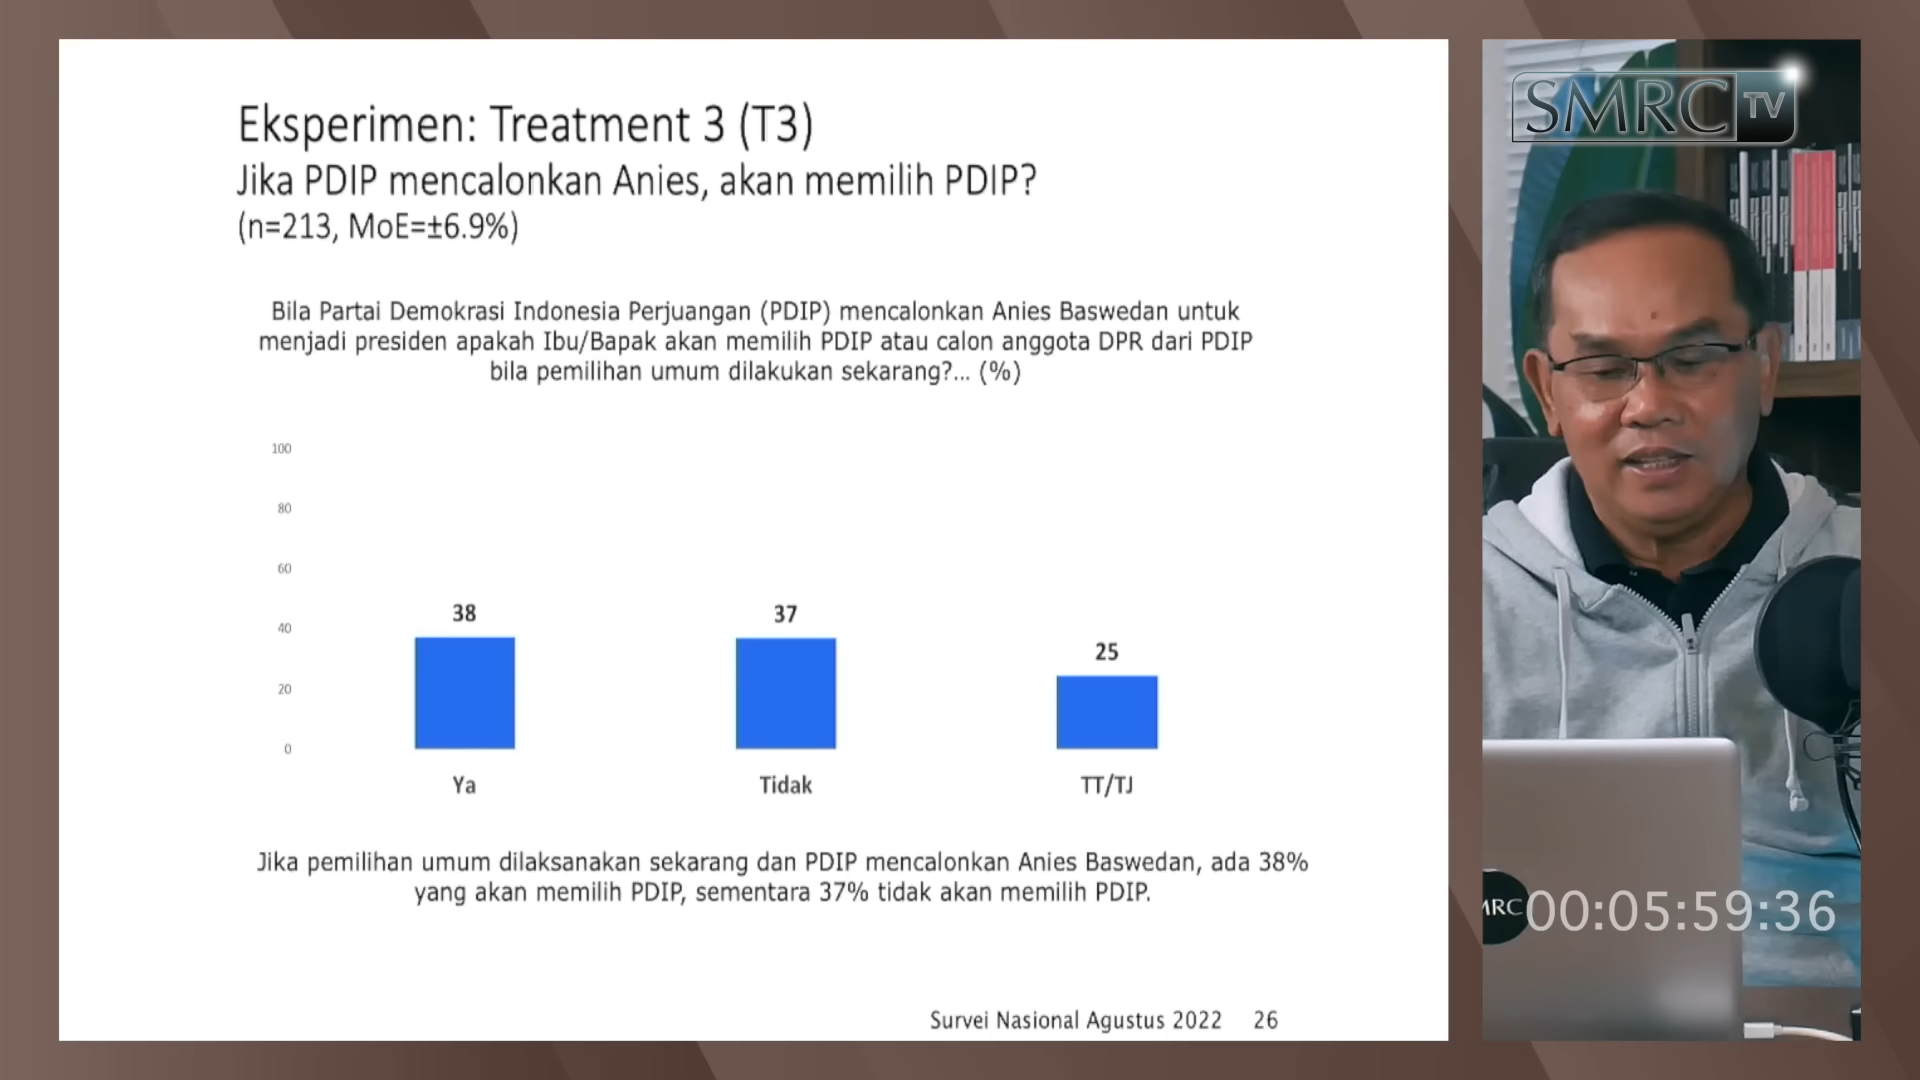 Eksperimen: Treatment 3 (T3)
Jika PDIP mencalonkan Anies, akan memilih PDIP?
(n=213, MoE=±6.9%)
Bila Partai Demokrasi Indonesia Perjuangan (PDIP) mencalonkan Anies Baswedan untuk
menjadi presiden apakah Ibu/Bapak akan memilih PDIP atau calon anggota DPR dari PDIP
bila pemilihan umum dilakukan sekarang?... (%)
100
80
60
40
20
0
38
37
25
Ya
Tidak
TT/TJ
Jika pemilihan umum dilaksanakan sekarang dan PDIP mencalonkan Anies Baswedan, ada 38%
yang akan memilih PDIP, sementara 37% tidak akan memilih PDIP.
Survei Nasional Agustus 2022 26
SMRC TV
MRC
00:05:59:36